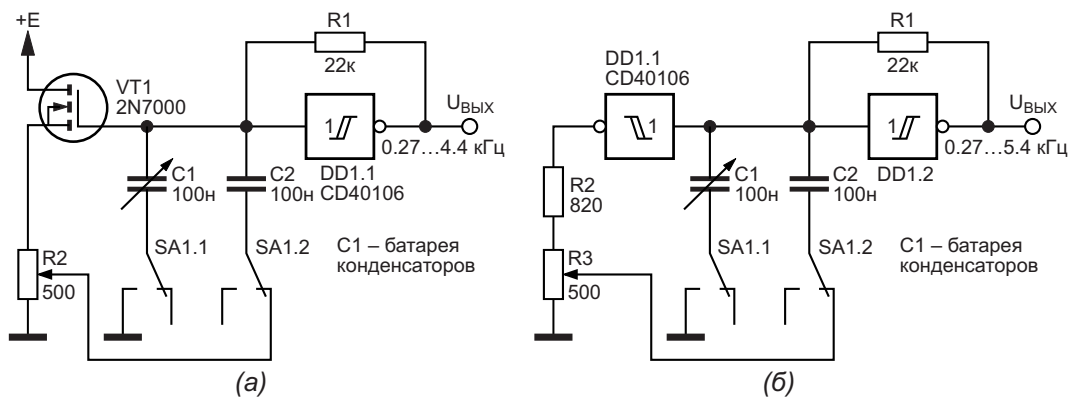 +E
VT1
2N7000
R1
22к
1
UВЫХ
0.27...4.4 кГц
DD1.1
CD40106
C1
100н
C2
100н
SA1.1
SA1.2
C1 – батарея
конденсаторов
R2
500
(а)
DD1.1
CD40106
1
R1
22к
1
UВЫХ
0.27...5.4 кГц
DD1.2
R2
820
C1
100н
C2
100н
SA1.1
SA1.2
C1 – батарея
конденсаторов
R3
500
(б)